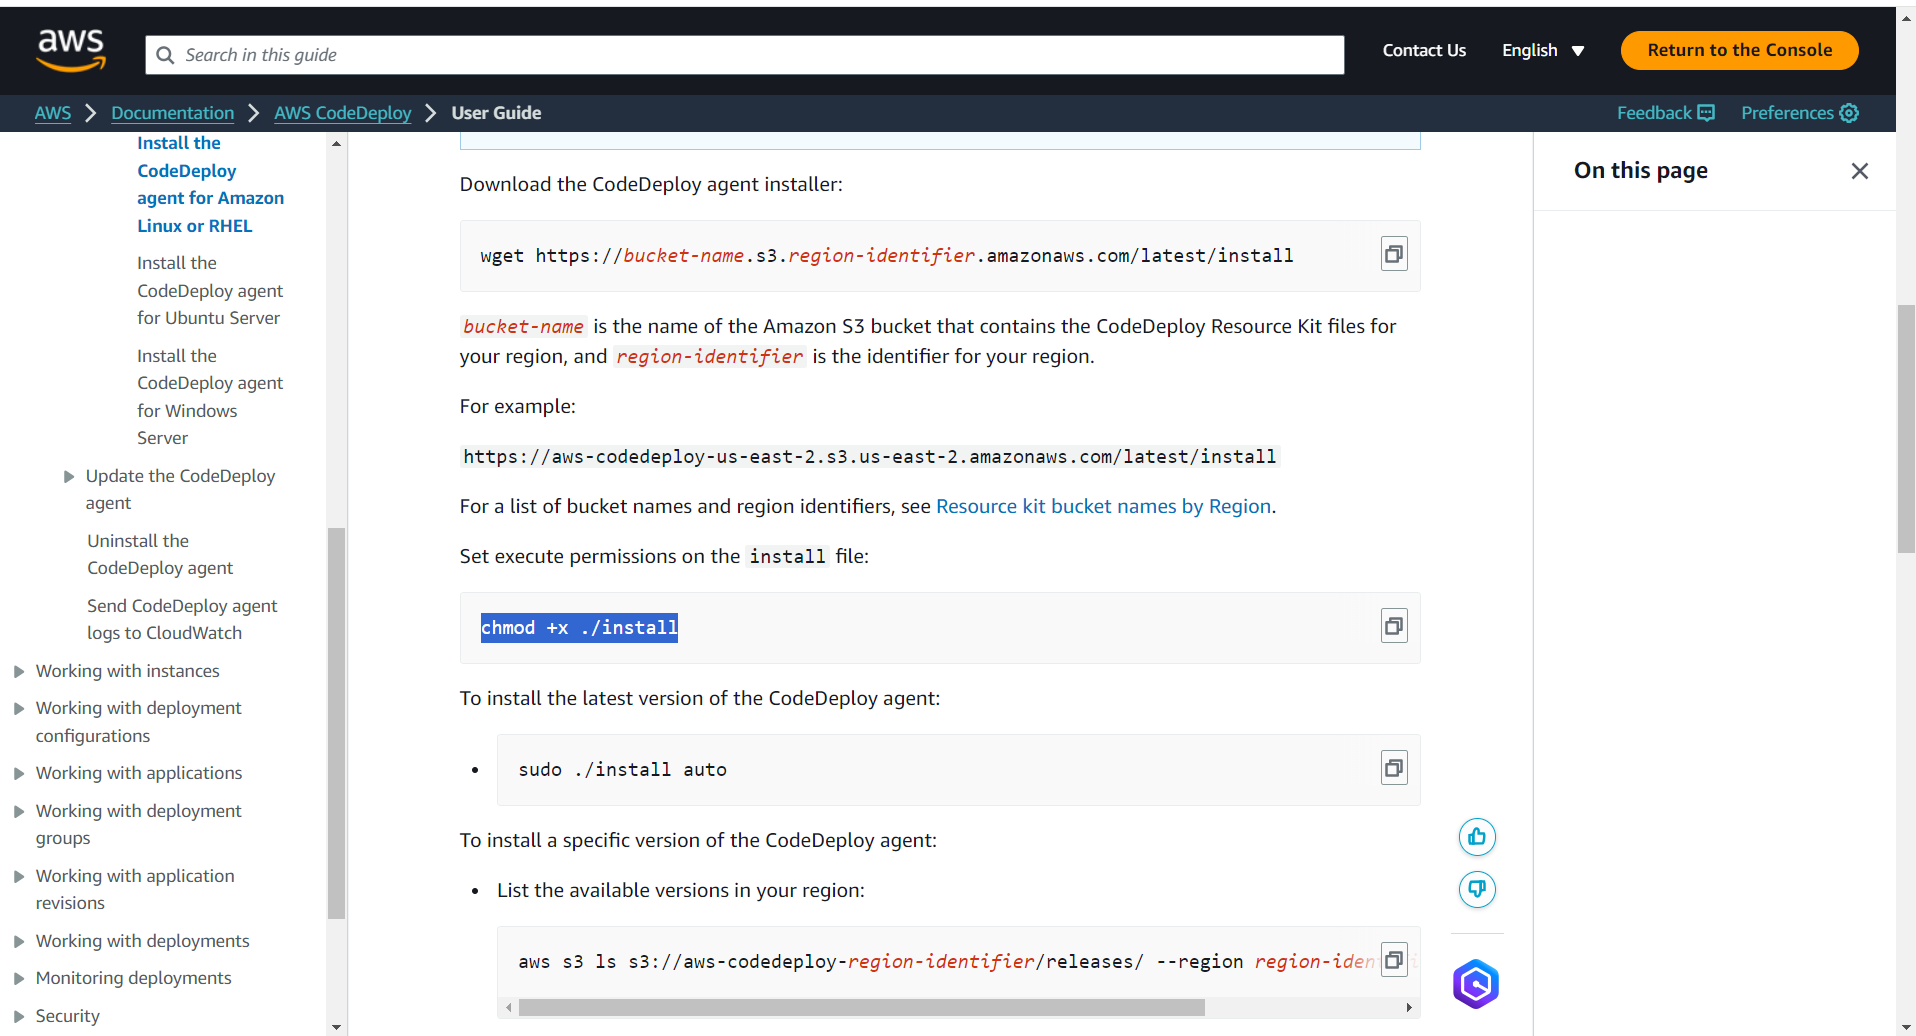 aws
Search in this guide
Contact Us
English
Return to the Console
AWS
Documentation
AWS CodeDeploy
User Guide
Feedback
Preferences
Install the
CodeDeploy
agent for Amazon
Linux or RHEL
Install the
CodeDeploy agent
for Ubuntu Server
Install the
CodeDeploy agent
for Windows
Server
Update the CodeDeploy
agent
Uninstall the
CodeDeploy agent
Send CodeDeploy agent
logs to CloudWatch
Working with instances
Working with deployment
configurations
Working with applications
Working with deployment
groups
Working with application
revisions
Working with deployments
Monitoring deployments
Security
Download the CodeDeploy agent installer:
wget https://bucket-name.s3.region-identifier.amazonaws.com/latest/install
bucket-name is the name of the Amazon S3 bucket that contains the CodeDeploy Resource Kit files for
your region, and region-identifier is the identifier for your region.
For example:
https://aws-codedeploy-us-east-2.s3.us-east-2.amazonaws.com/latest/install
For a list of bucket names and region identifiers, see Resource kit bucket names by Region.
Set execute permissions on the install file:
chmod +x ./install
To install the latest version of the CodeDeploy agent:
• sudo ./install auto
To install a specific version of the CodeDeploy agent:
• List the available versions in your region:
aws s3 ls s3://aws-codedeploy-region-identifier/releases/ --region region-iden
On this page